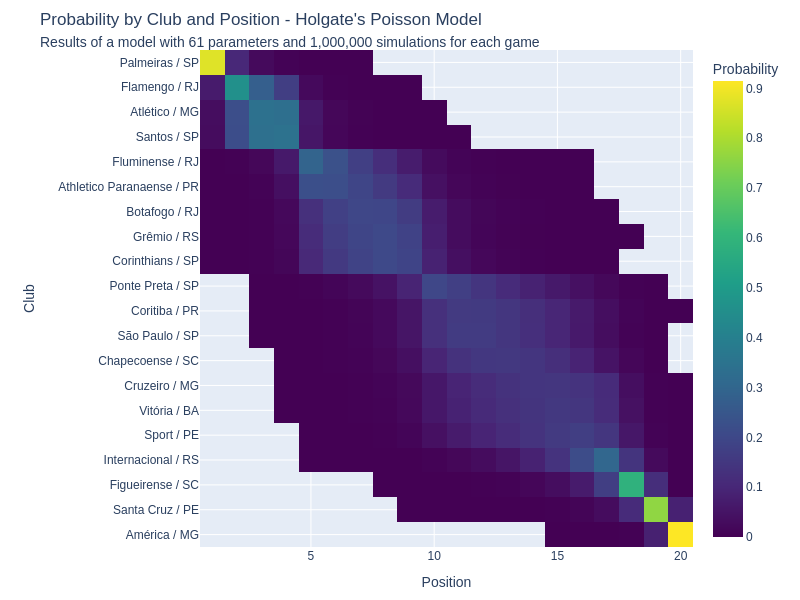 Probability by Club and Position - Holgate's Poisson Model
Results of a model with 61 parameters and 1,000,000 simulations for each game
Palmeiras / SP
Flamengo / RJ
Atlético / MG
Santos / SP
Fluminense / RJ
Athletico Paranaense / PR
Botafogo / RJ
Grêmio / RS
Corinthians / SP
Ponte Preta / SP
Coritiba / PR
São Paulo / SP
Chapecoense / SC
Cruzeiro / MG
Vitória / BA
Sport / PE
Internacional / RS
Figueirense / SC
Santa Cruz / PE
América / MG
Club
5
10
15
20
Position
Probability
0.9
0.8
0.7
0.6
0.5
0.4
0.3
0.2
0.1
0